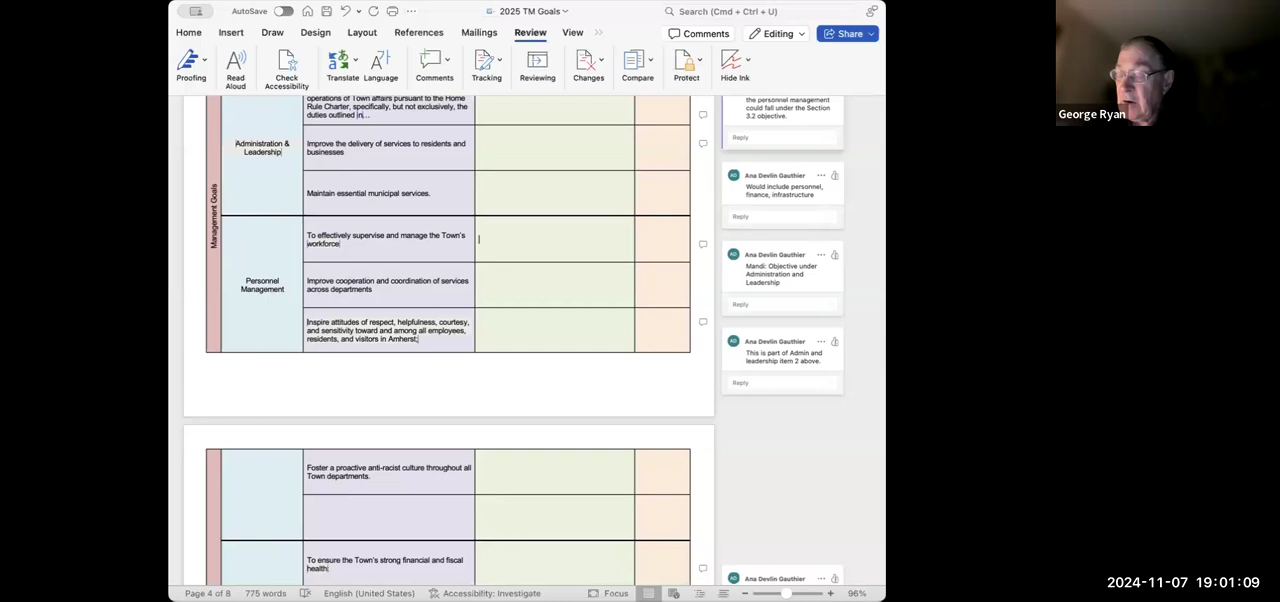 AutoSave
2025 TM Goals
Search (Cmd + Ctrl + U)
Home Insert Draw Design Layout References Mailings Review View
Comments Editing Share
Proofing
Read Aloud
Check Accessibility
Translate Language
Comments
Tracking
Reviewing
Changes
Compare
Protect
Hide Ink
operations of Town affairs pursuant to the Home
Rule Charter, specifically, but not exclusively, the
duties outlined in...
Management Goals
Administration &
Leadership
Improve the delivery of services to residents and
businesses
Maintain essential municipal services.
To effectively supervise and manage the Town's
workforce
Personnel
Management
Improve cooperation and coordination of services
across departments
Inspire attitudes of respect, helpfulness, courtesy,
and sensitivity toward and among all employees,
residents, and visitors in Amherst;
Foster a proactive anti-racist culture throughout all
Town departments.
To ensure the Town's strong financial and fiscal
health
the personnel management
could fall under the Section
3.2 objective.
Reply
AD Ana Devlin Gauthier
Would include personnel,
finance, infrastructure
Reply
AD Ana Devlin Gauthier
Mandi: Objective under
Administration and
Leadership
Reply
AD Ana Devlin Gauthier
This is part of Admin and
leadership item 2 above.
Reply
AD Ana Devlin Gauthier
Page 4 of 8 775 words English (United States) Accessibility: Investigate Focus 96%
George Ryan
2024-11-07 19:01:09